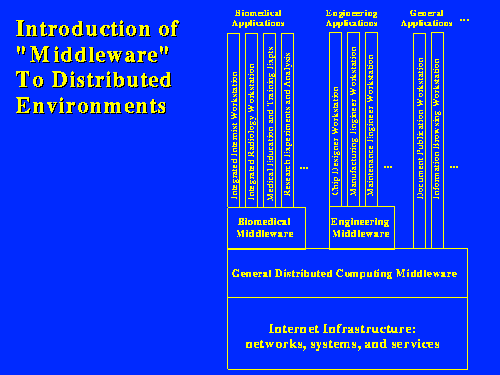 Introduction of
"Middleware"
To Distributed
Environments
Biomedical
Applications
Engineering
Applications
General
Applications ...
Integrated Internist Workstation
Integrated Radiology Workstation
Medical Education and Training Expts
Research Experiments and Analysis
...
Chip Designer Workstation
Manufacturing Engineer Workstation
Maintenance Engineer Workstation
...
Document Publication Workstation
Information Browsing Workstation
...
Biomedical
Middleware
Engineering
Middleware
General Distributed Computing Middleware
Internet Infrastructure:
networks, systems, and services